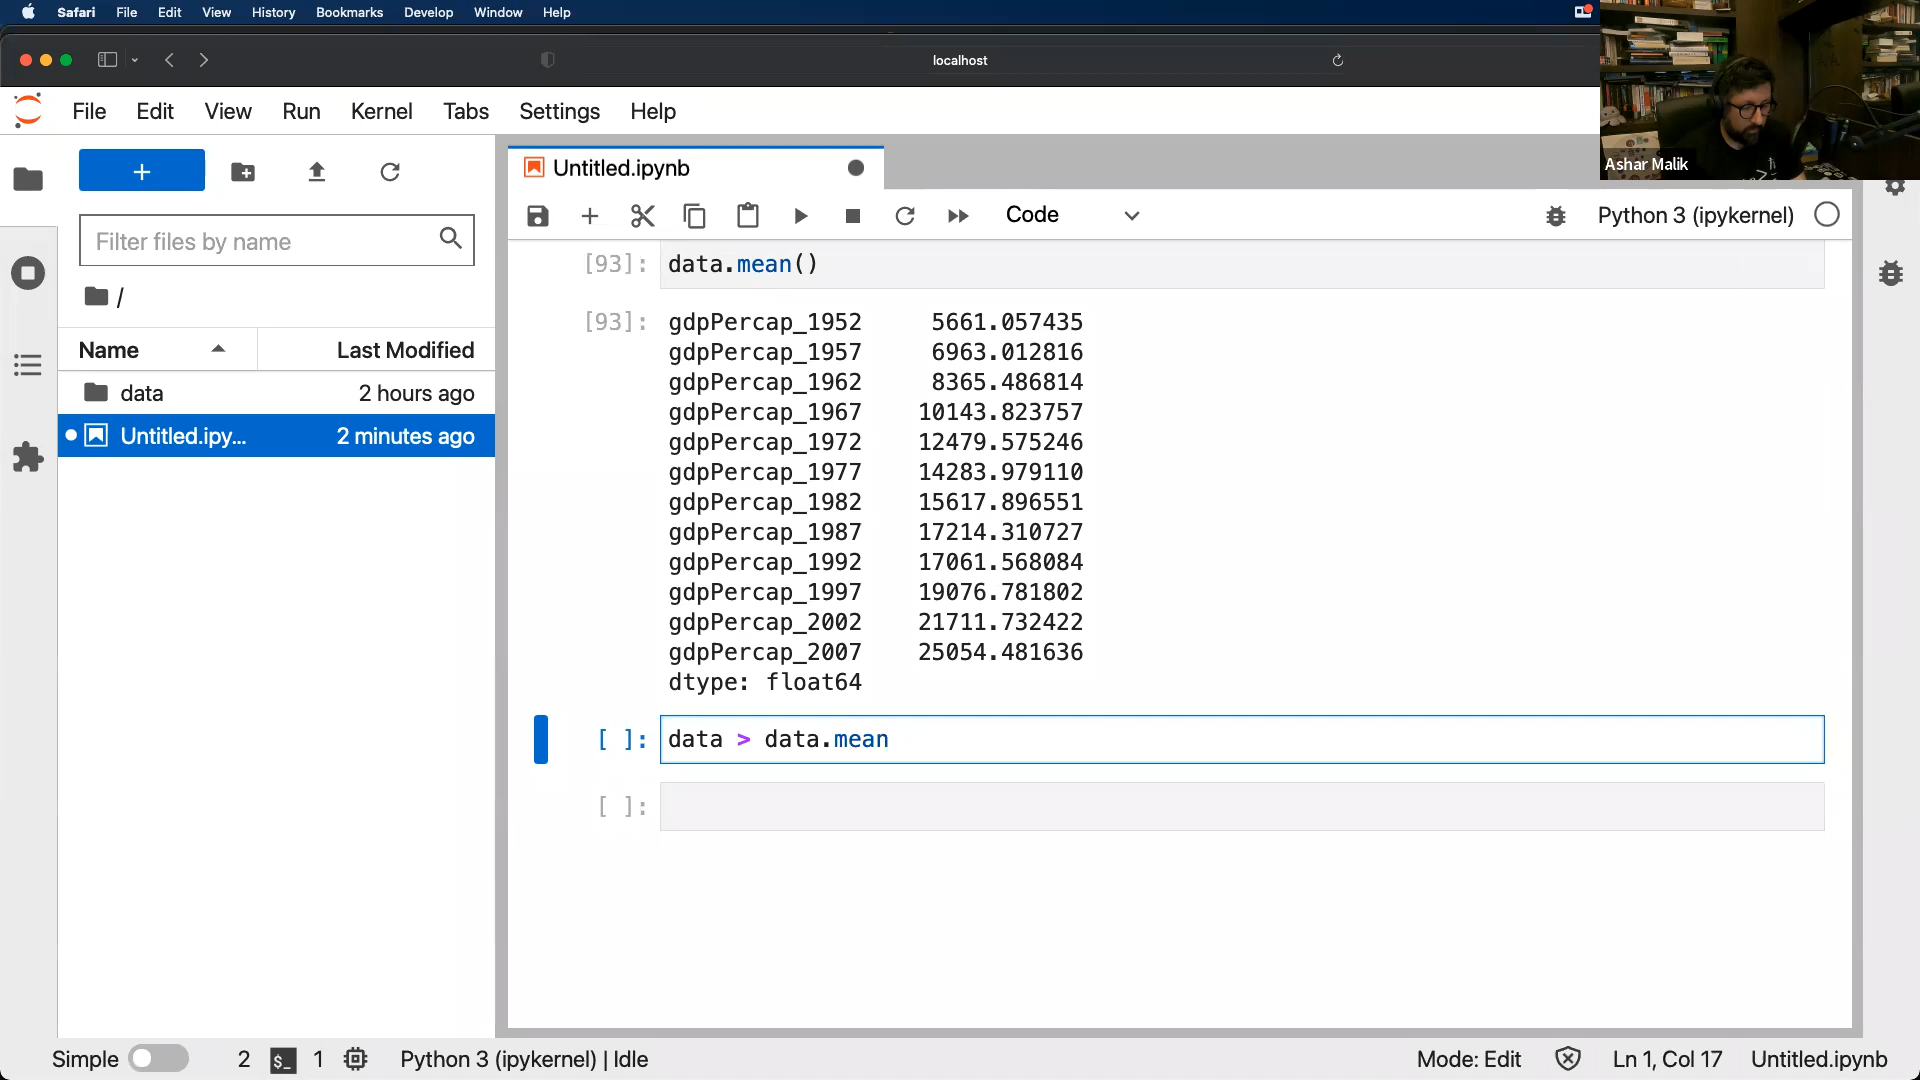 Safari File Edit View History Bookmarks Develop Window Help
localhost
File Edit View Run Kernel Tabs Settings Help
Ashar Malik
Untitled.ipynb
Code
Python 3 (ipykernel)
Filter files by name
/
Name Last Modified
data 2 hours ago
Untitled.ipy... 2 minutes ago
[93]: data.mean()
[93]: gdpPercap_1952 5661.057435
gdpPercap_1957 6963.012816
gdpPercap_1962 8365.486814
gdpPercap_1967 10143.823757
gdpPercap_1972 12479.575246
gdpPercap_1977 14283.979110
gdpPercap_1982 15617.896551
gdpPercap_1987 17214.310727
gdpPercap_1992 17061.568084
gdpPercap_1997 19076.781802
gdpPercap_2002 21711.732422
gdpPercap_2007 25054.481636
dtype: float64
[ ]: data > data.mean
[ ]:
Simple 2 $_ 1 Python 3 (ipykernel) | Idle Mode: Edit Ln 1, Col 17 Untitled.ipynb